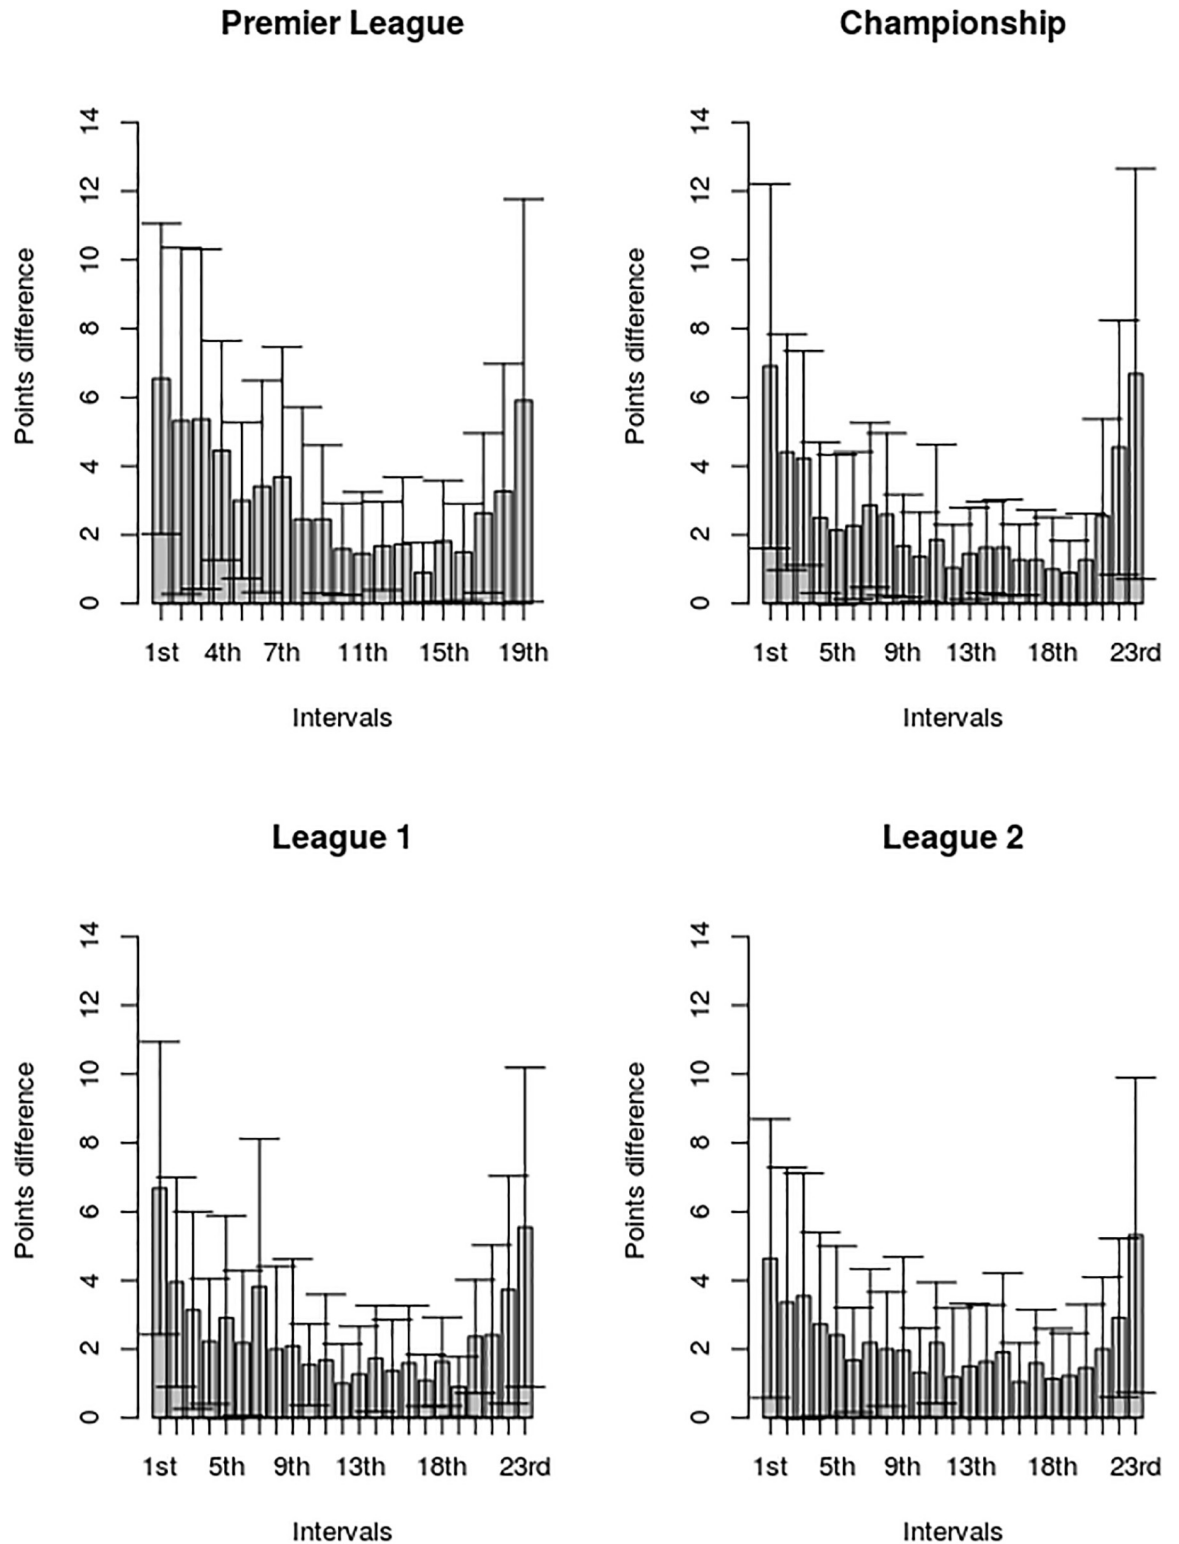 Premier League
Points difference
0 2 4 6 8 10 12 14
1st 4th 7th 11th 15th 19th
Intervals
Championship
Points difference
0 2 4 6 8 10 12 14
1st 5th 9th 13th 18th 23rd
Intervals
League 1
Points difference
0 2 4 6 8 10 12 14
1st 5th 9th 13th 18th 23rd
Intervals
League 2
Points difference
0 2 4 6 8 10 12 14
1st 5th 9th 13th 18th 23rd
Intervals